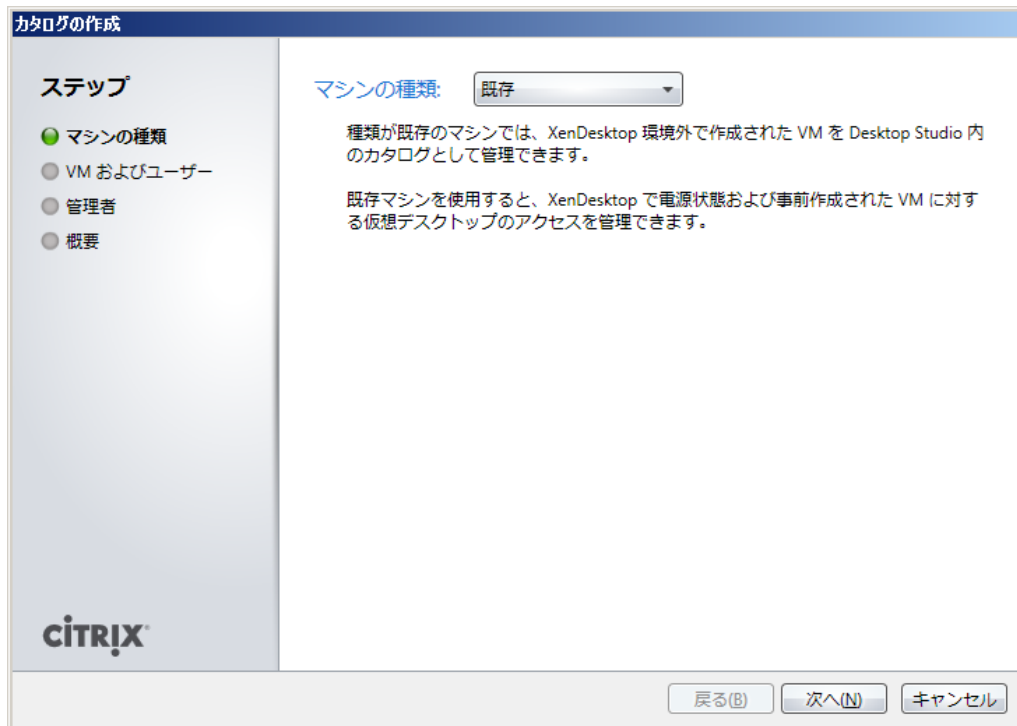 カタログの作成
ステップ
マシンの種類
VM およびユーザー
管理者
概要
マシンの種類:
既存
種類が既存のマシンでは、XenDesktop 環境外で作成された VM を Desktop Studio 内
のカタログとして管理できます。
既存マシンを使用すると、XenDesktop で電源状態および事前作成された VM に対す
る仮想デスクトップのアクセスを管理できます。
CİTRIX
戻る(B)
次へ(N)
キャンセル